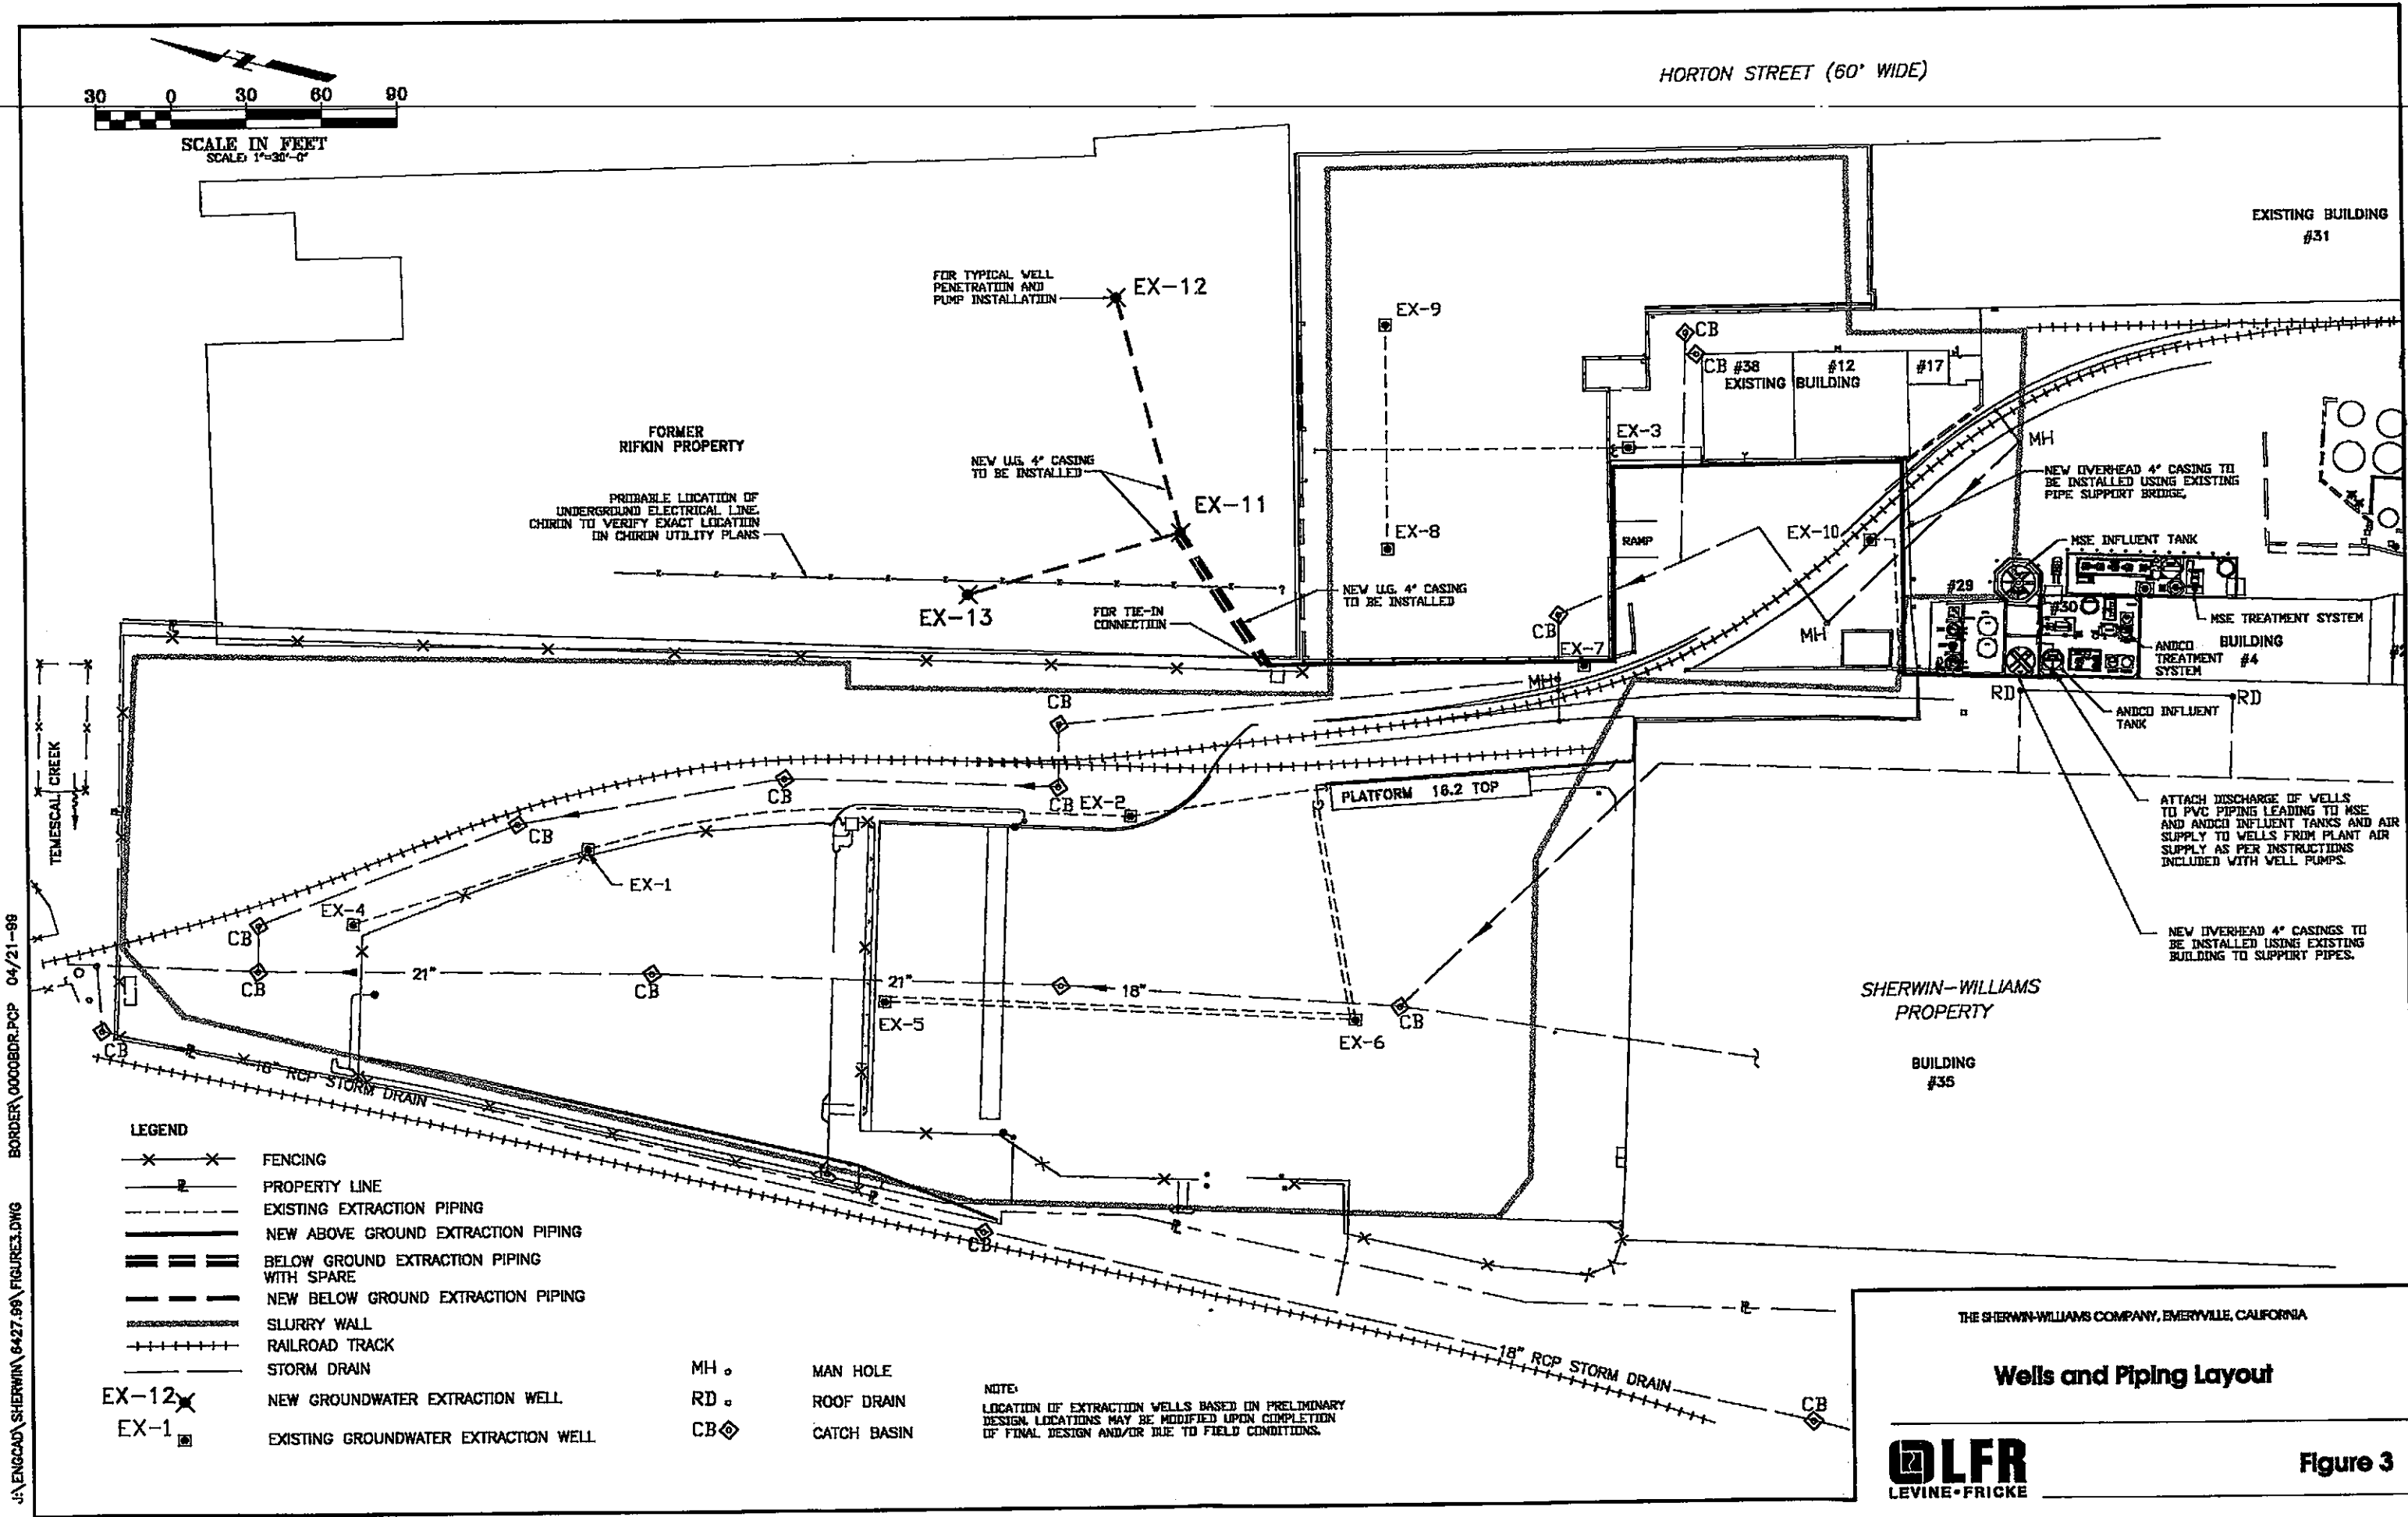 HORTON STREET (60' WIDE)
30 0 30 60 90
SCALE IN FEET
SCALE: 1"=30'-0"
EXISTING BUILDING
#31
FOR TYPICAL WELL
PENETRATION AND
PUMP INSTALLATION
EX-12
EX-9
CB
CB
#38
#12
#17
EXISTING BUILDING
FORMER
RIFKIN PROPERTY
EX-3
MH
NEW U.G. 4" CASING
TO BE INSTALLED
NEW OVERHEAD 4" CASING TO
BE INSTALLED USING EXISTING
PIPE SUPPORT BRIDGE.
PROBABLE LOCATION OF
UNDERGROUND ELECTRICAL LINE.
CHIRON TO VERIFY EXACT LOCATION
ON CHIRON UTILITY PLANS
EX-11
EX-8
RAMP
EX-10
MSE INFLUENT TANK
?
EX-13
NEW U.G. 4" CASING
TO BE INSTALLED
FOR TIE-IN
CONNECTION
#29
#30
CB
MH
MSE TREATMENT SYSTEM
EX-7
ANDCO
TREATMENT
SYSTEM
BUILDING
#4
MH
RD
RD
ANDCO INFLUENT
TANK
CB
TEMESCAL CREEK
CB
CB
EX-2
PLATFORM 16.2 TOP
CB
ATTACH DISCHARGE OF WELLS
TO PVC PIPING LEADING TO MSE
AND ANDCO INFLUENT TANKS AND AIR
SUPPLY TO WELLS FROM PLANT AIR
SUPPLY AS PER INSTRUCTIONS
INCLUDED WITH WELL PUMPS.
EX-1
EX-4
CB
NEW OVERHEAD 4" CASINGS TO
BE INSTALLED USING EXISTING
BUILDING TO SUPPORT PIPES.
CB
21"
CB
21"
18"
EX-5
CB
EX-6
SHERWIN-WILLIAMS
PROPERTY
BUILDING
#35
CB
18" RCP STORM DRAIN
CB
18" RCP STORM DRAIN
CB
LEGEND
FENCING
PROPERTY LINE
EXISTING EXTRACTION PIPING
NEW ABOVE GROUND EXTRACTION PIPING
BELOW GROUND EXTRACTION PIPING
WITH SPARE
NEW BELOW GROUND EXTRACTION PIPING
SLURRY WALL
RAILROAD TRACK
STORM DRAIN
EX-12 NEW GROUNDWATER EXTRACTION WELL
EX-1 EXISTING GROUNDWATER EXTRACTION WELL
MH MAN HOLE
RD ROOF DRAIN
CB CATCH BASIN
NOTE:
LOCATION OF EXTRACTION WELLS BASED ON PRELIMINARY
DESIGN. LOCATIONS MAY BE MODIFIED UPON COMPLETION
OF FINAL DESIGN AND/OR DUE TO FIELD CONDITIONS.
THE SHERWIN-WILLIAMS COMPANY, EMERYVILLE, CALIFORNIA
Wells and Piping Layout
LFR
LEVINE•FRICKE
Figure 3
J:\ENGCAD\SHERWIN\6427.99\FIGURE3.DWG BORDER\0000BDR.PCP 04/21-99